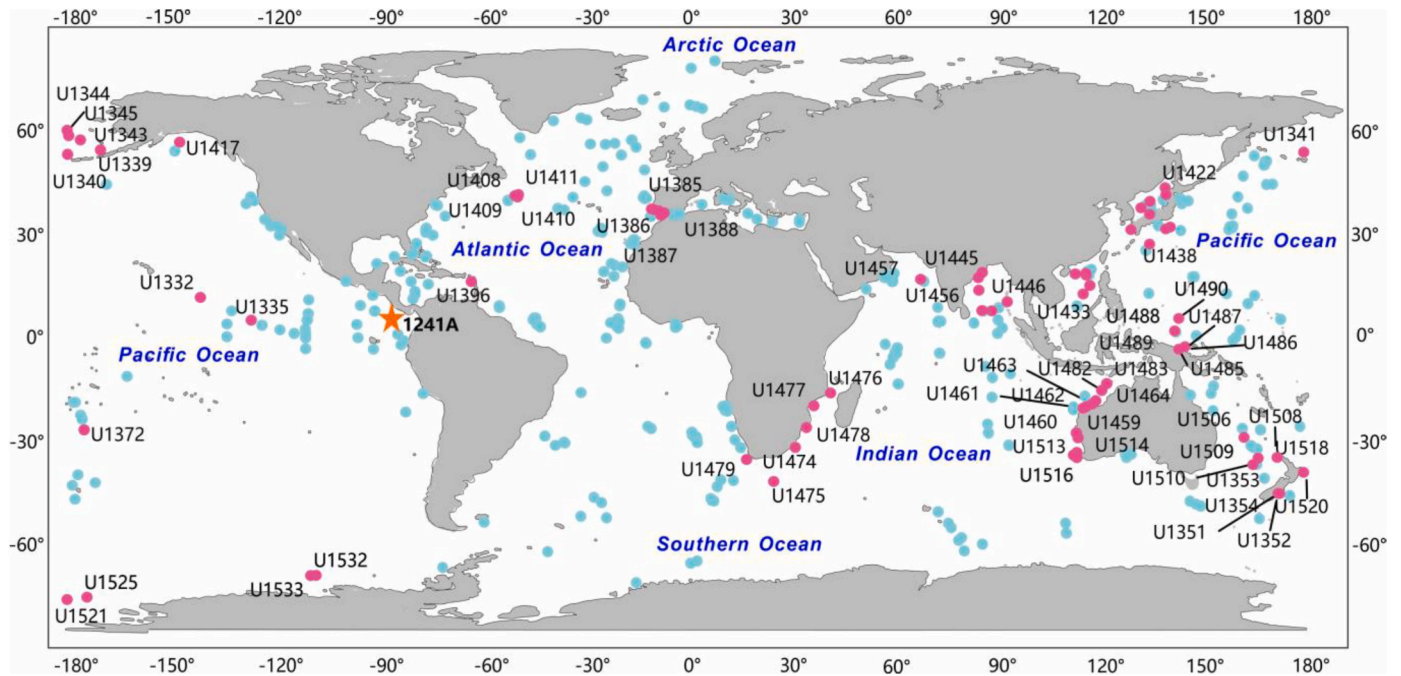 -180° -150° -120° -90° -60° -30° 0° 30° 60° 90° 120° 150° 180°
Arctic Ocean
U1344
U1345
60° U1343 U1341 60°
U1417
U1339
U1340
U1408 U1411 U1385 U1422
U1409 U1410 U1386 U1388
30° 30°
Atlantic Ocean Pacific Ocean
U1387 U1438
U1457 U1445
U1332 U1396 U1456 U1446 U1490
U1335 U1433 U1488 U1487
1241A
0° U1489 U1486 0°
Pacific Ocean
U1463 U1482 U1483 U1485
U1477 U1476
U1461 U1462 U1464
U1460 U1459 U1506 U1508
U1372 U1478
-30° -30°
U1513 U1514 U1509 U1518
Indian Ocean
U1479 U1474
U1516 U1510 U1353
U1475
U1354 U1520
U1351
U1352
-60° Southern Ocean -60°
U1532
U1525 U1533
U1521
-180° -150° -120° -90° -60° -30° 0° 30° 60° 90° 120° 150° 180°